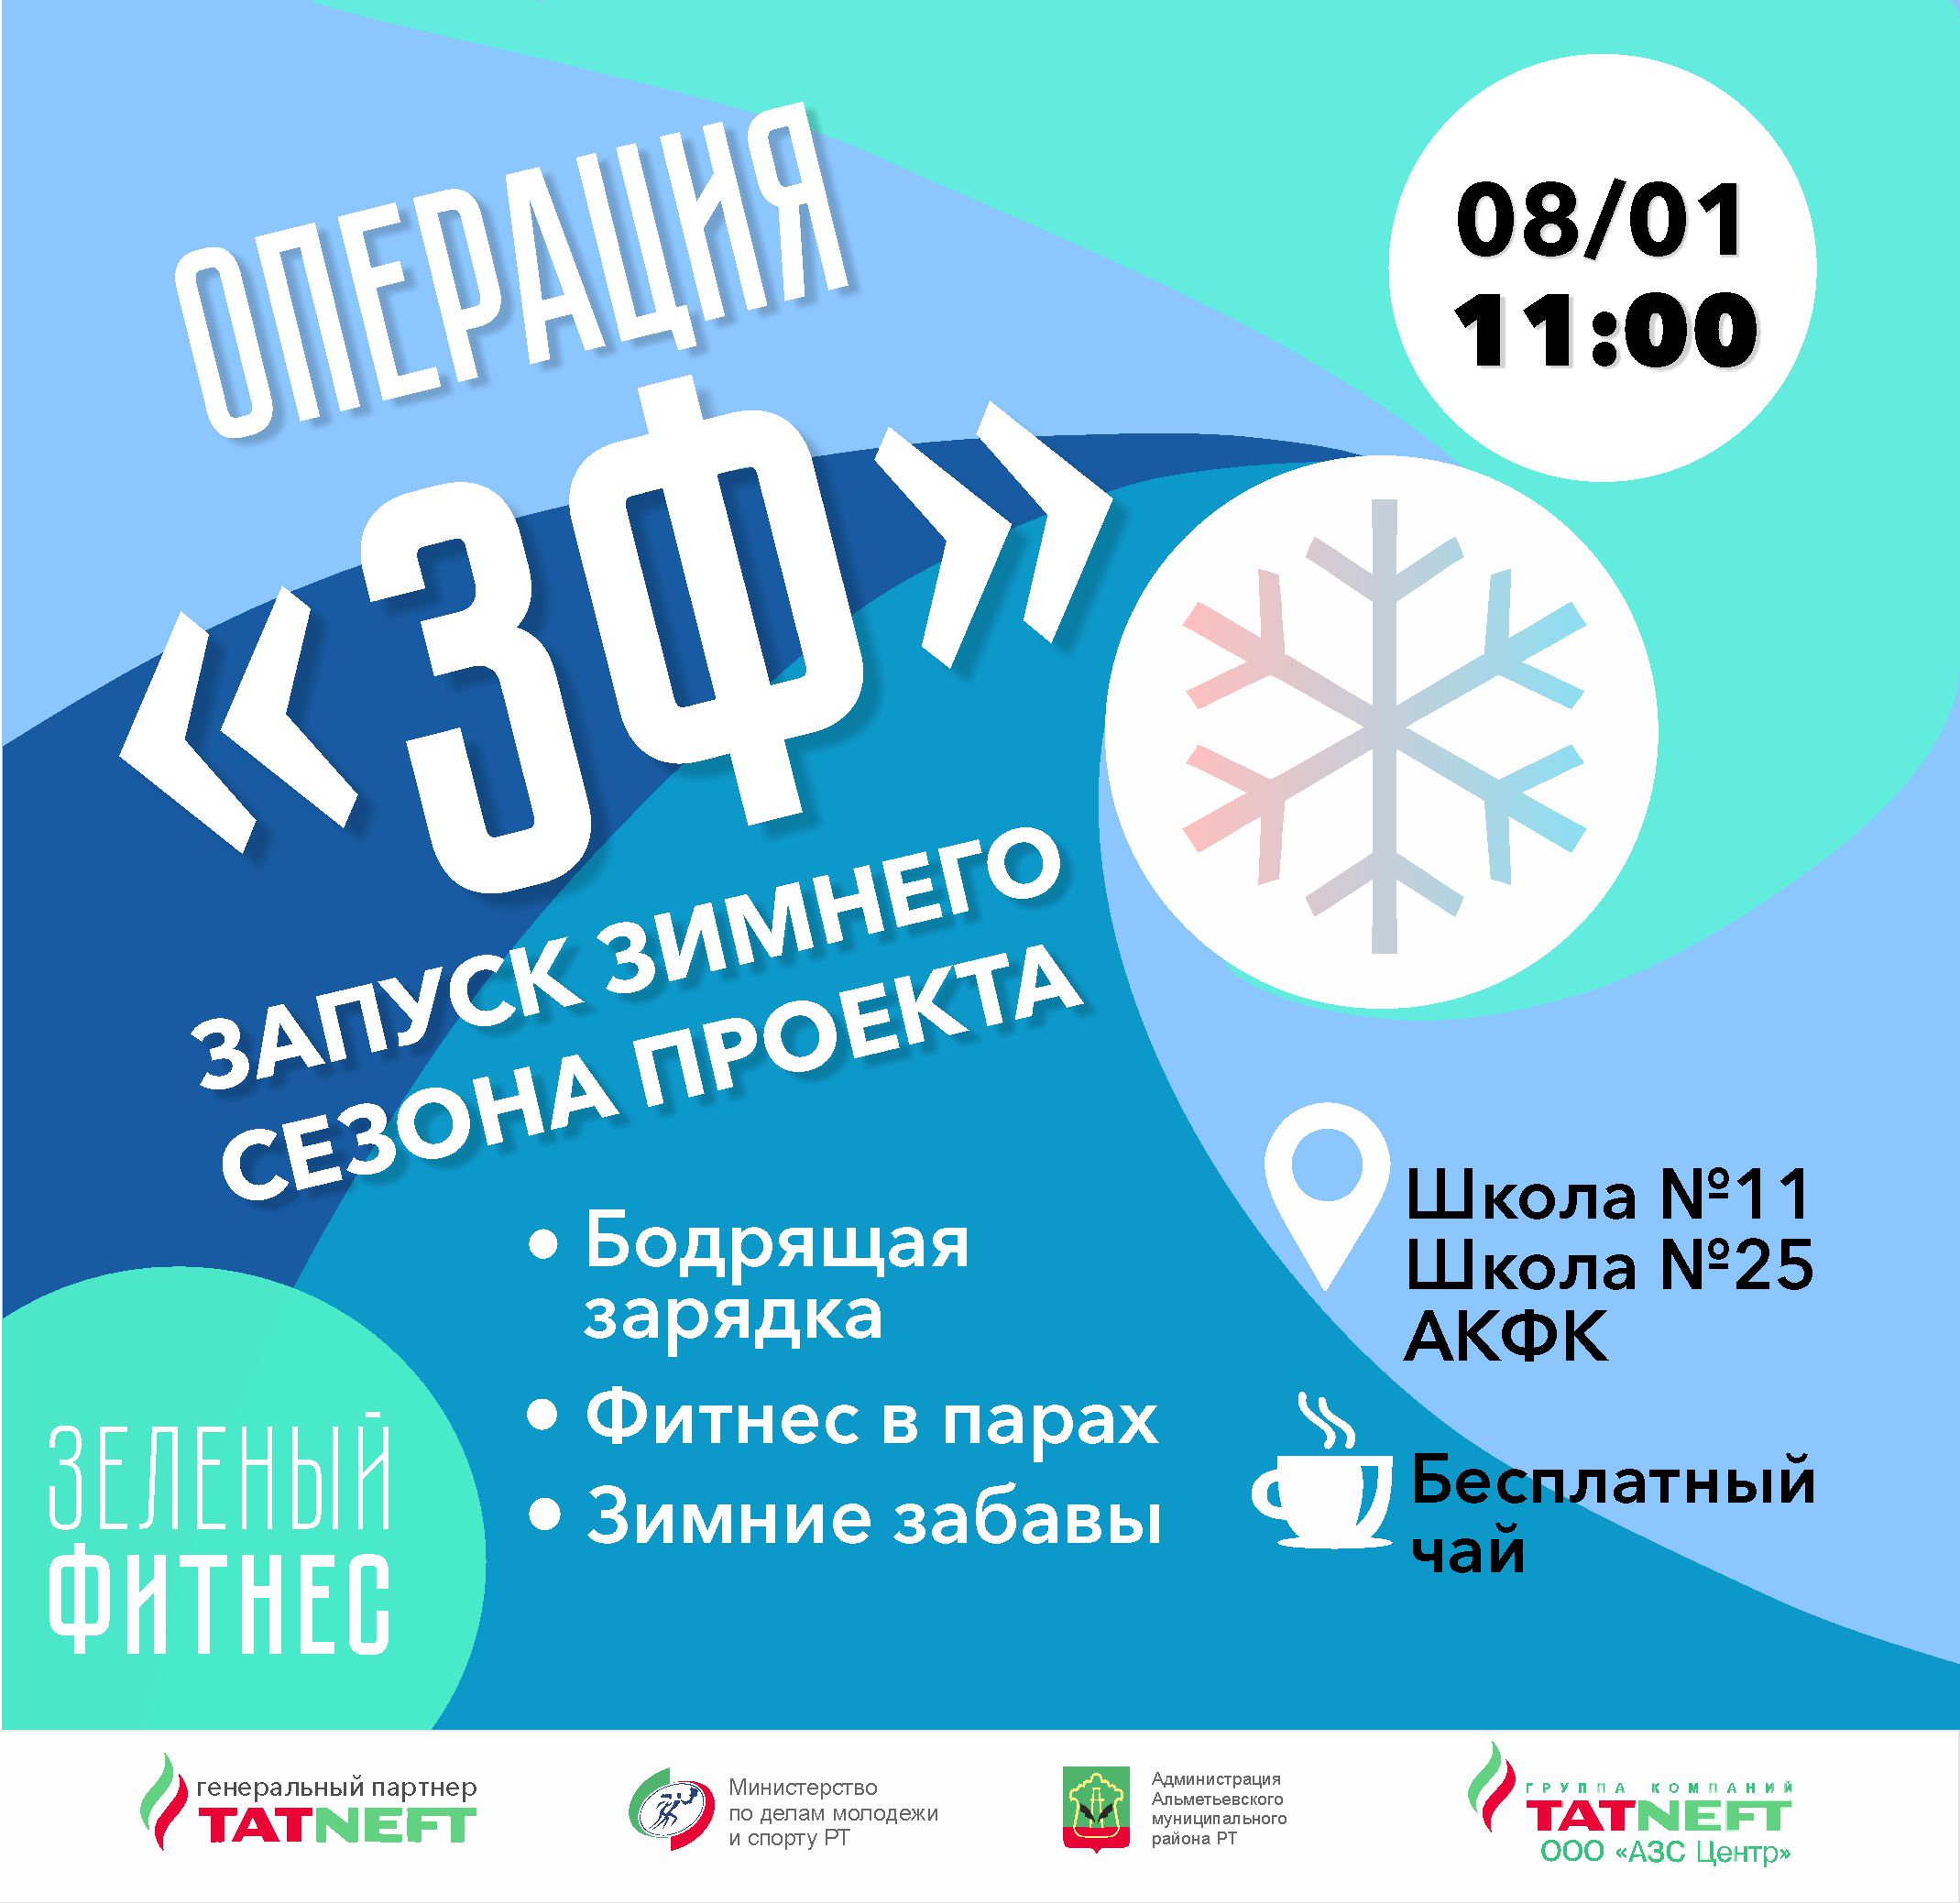 ОПЕРАЦИЯ
«ЗФ»
ЗАПУСК ЗИМНЕГО
СЕЗОНА ПРОЕКТА
08/01
11:00
• Бодрящая
зарядка
• Фитнес в парах
• Зимние забавы
Школа №11
Школа №25
АКФК
Бесплатный
чай
ЗЕЛЕНЫЙ
ФИТНЕС
генеральный партнер
TATNEFT
Министерство
по делам молодежи
и спорту РТ
Администрация
Альметьевского
муниципального
района РТ
ГРУППА КОМПАНИЙ
TATNEFT
ООО «АЗС Центр»